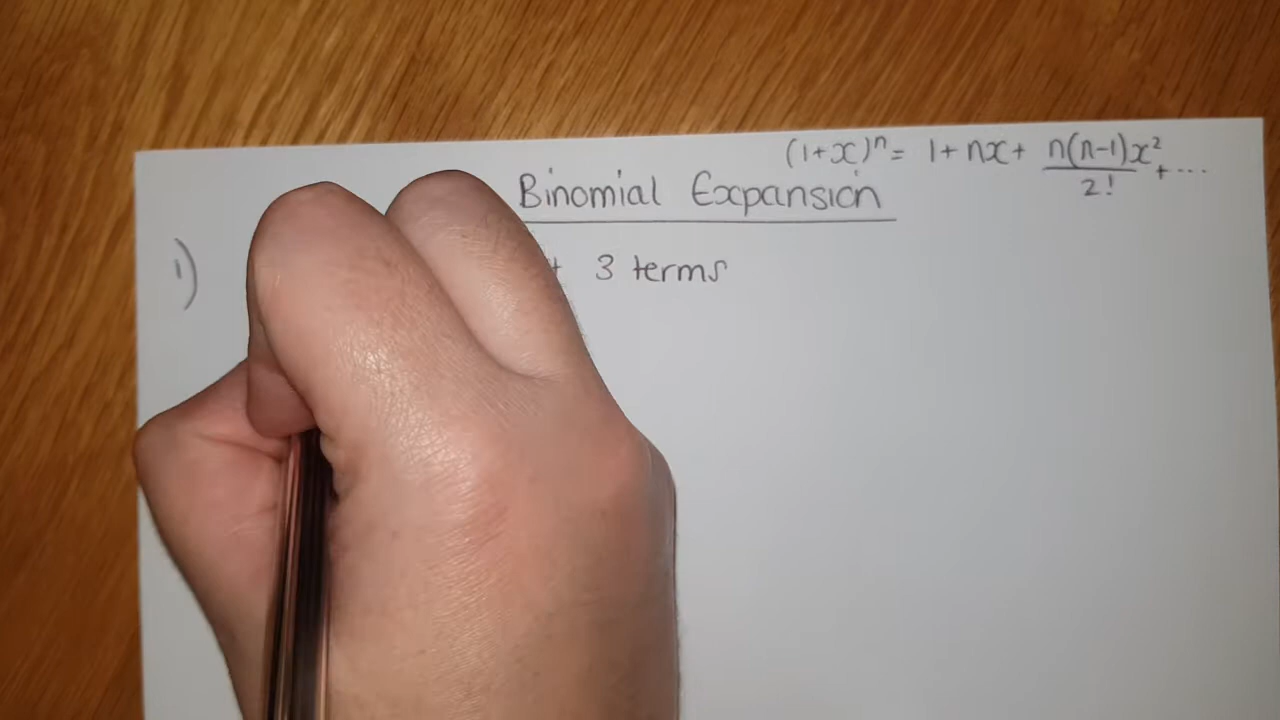 (1+x)ⁿ = 1 + nx + n(n-1)x²/2! + ....
Binomial Expansion
1) 3 terms